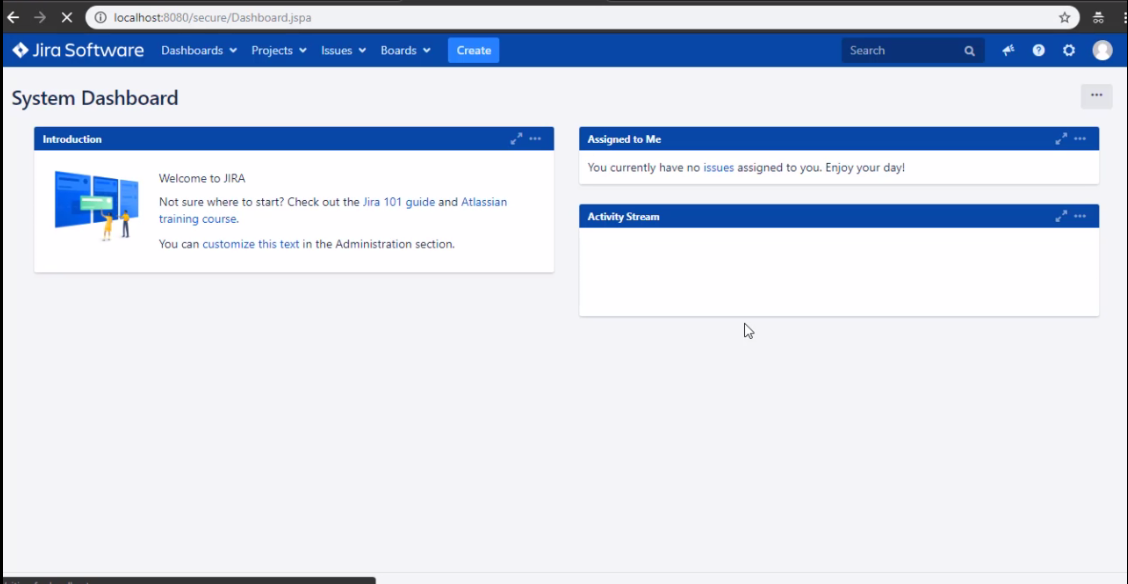 localhost:8080/secure/Dashboard.jspa
Jira Software Dashboards Projects Issues Boards Create Search
System Dashboard
Introduction
Welcome to JIRA
Not sure where to start? Check out the Jira 101 guide and Atlassian
training course.
You can customize this text in the Administration section.
Assigned to Me
You currently have no issues assigned to you. Enjoy your day!
Activity Stream